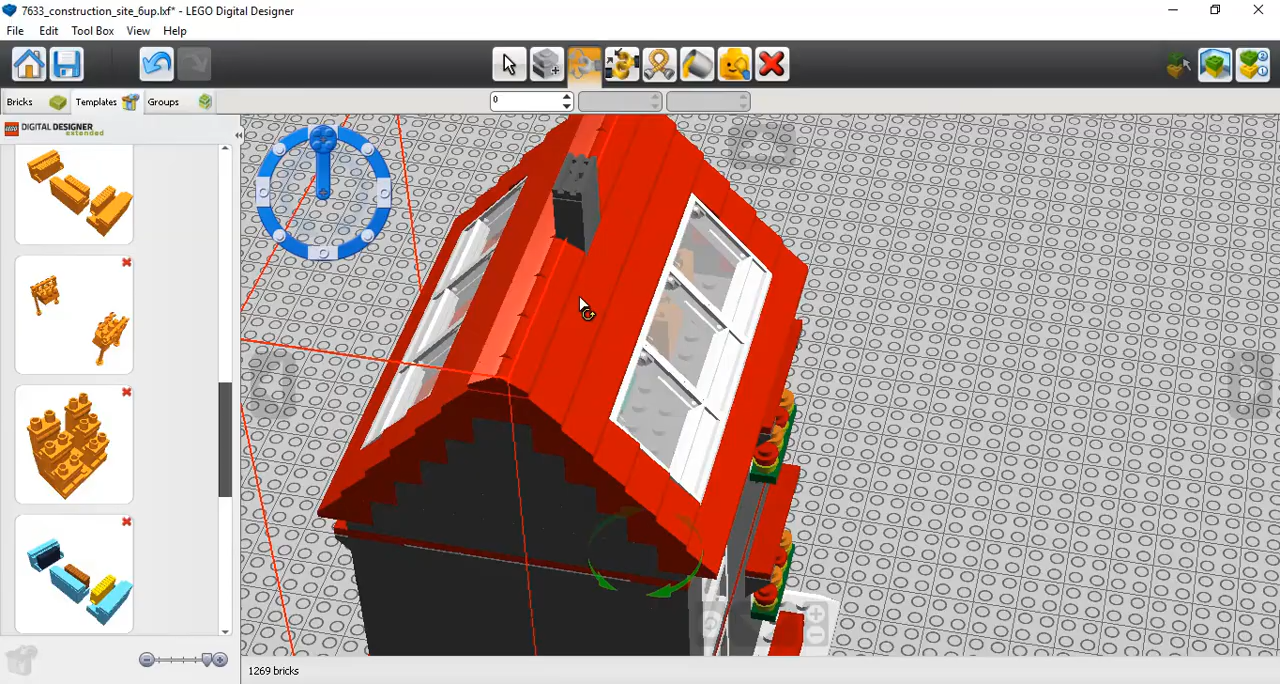 7633_construction_site_6up.lxf* - LEGO Digital Designer
File Edit Tool Box View Help
0
Bricks Templates Groups
LEGO DIGITAL DESIGNER
extended
1269 bricks